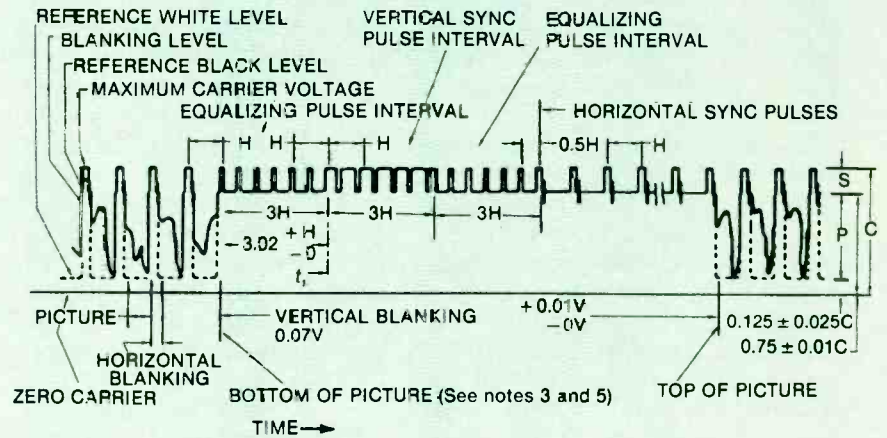 REFERENCE WHITE LEVEL
BLANKING LEVEL
REFERENCE BLACK LEVEL
MAXIMUM CARRIER VOLTAGE
EQUALIZING PULSE INTERVAL
VERTICAL SYNC
PULSE INTERVAL
EQUALIZING
PULSE INTERVAL
HORIZONTAL SYNC PULSES
H H H 0.5H H
3H 3H 3H
S
P
C
3.02 +H
-0
t₁
PICTURE
VERTICAL BLANKING
0.07V
+0.01V
-0V
0.125 ± 0.025C
0.75 ± 0.01C
HORIZONTAL
BLANKING
ZERO CARRIER
BOTTOM OF PICTURE (See notes 3 and 5)
TOP OF PICTURE
TIME